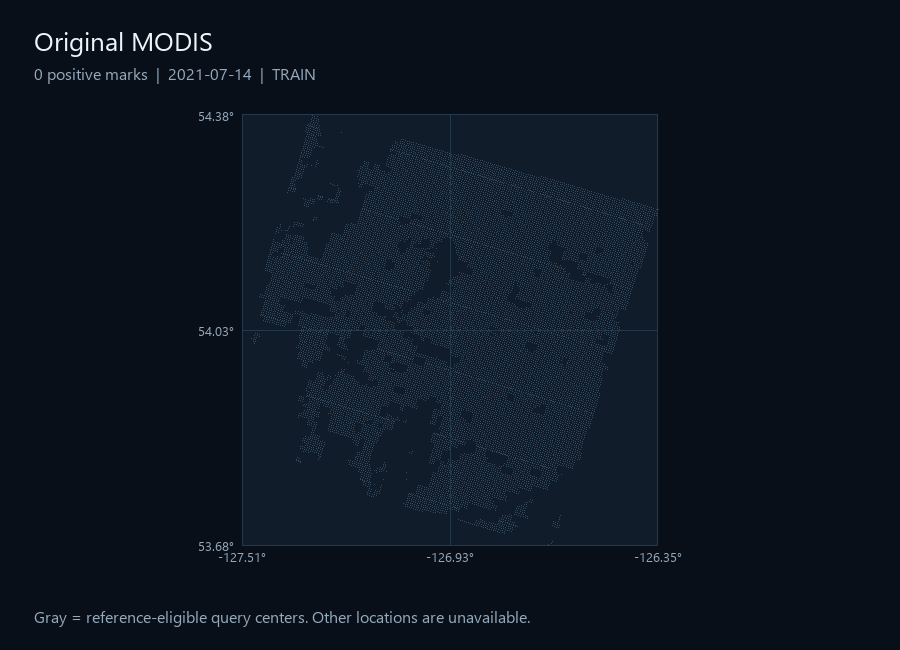 Original MODIS
0 positive marks | 2021-07-14 | TRAIN
54.38°
54.03°
53.68°
-127.51°
-126.93°
-126.35°
Gray = reference-eligible query centers. Other locations are unavailable.